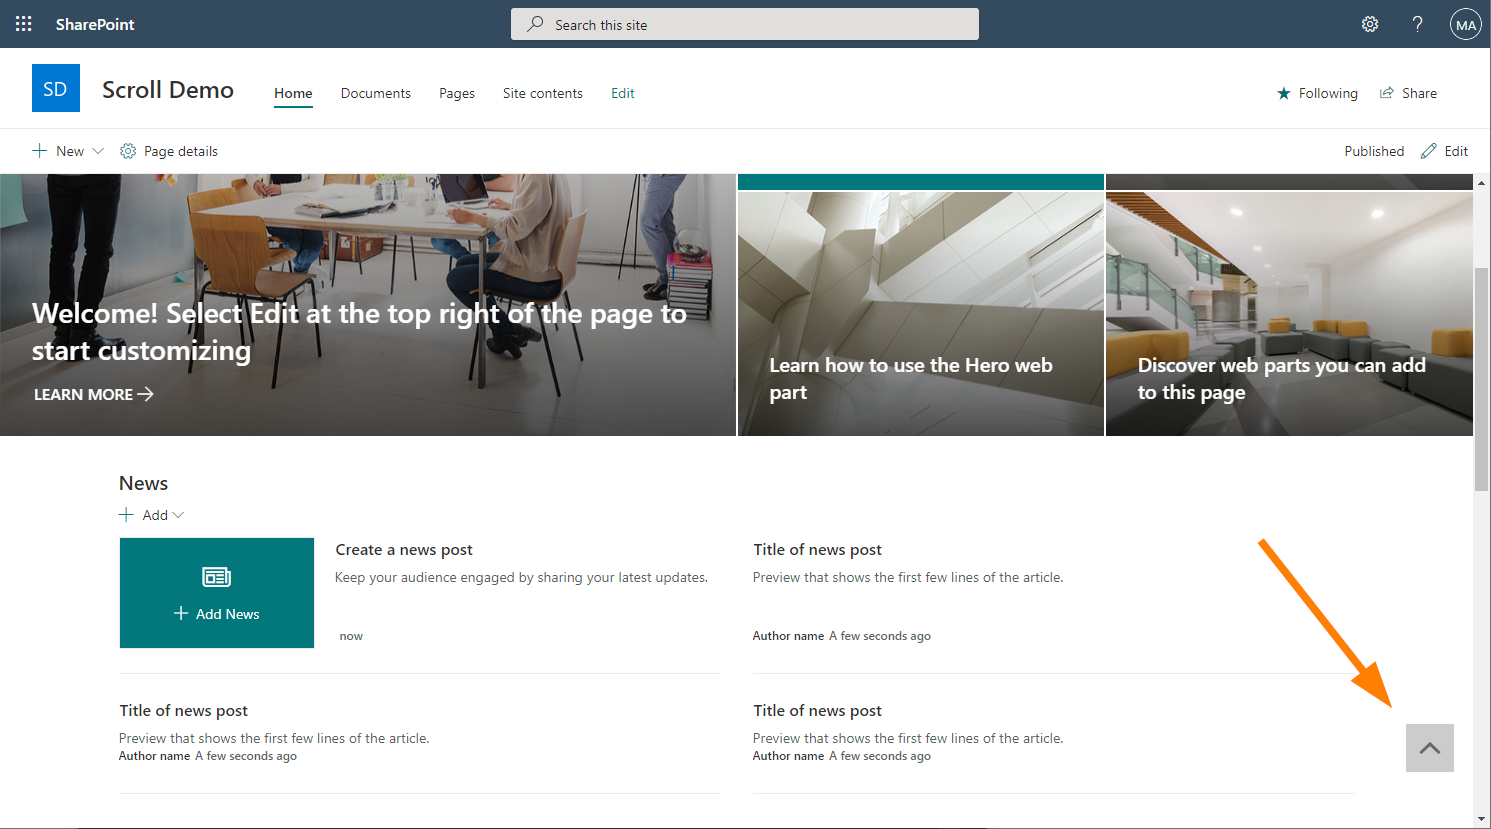 SharePoint
Search this site
?
MA
SD
Scroll Demo
Home
Documents
Pages
Site contents
Edit
Following
Share
New
Page details
Published
Edit
Welcome! Select Edit at the top right of the page to
start customizing
LEARN MORE
Learn how to use the Hero web
part
Discover web parts you can add
to this page
News
Add
Add News
Create a news post
Keep your audience engaged by sharing your latest updates.
now
Title of news post
Preview that shows the first few lines of the article.
Author name A few seconds ago
Title of news post
Preview that shows the first few lines of the article.
Author name A few seconds ago
Title of news post
Preview that shows the first few lines of the article.
Author name A few seconds ago